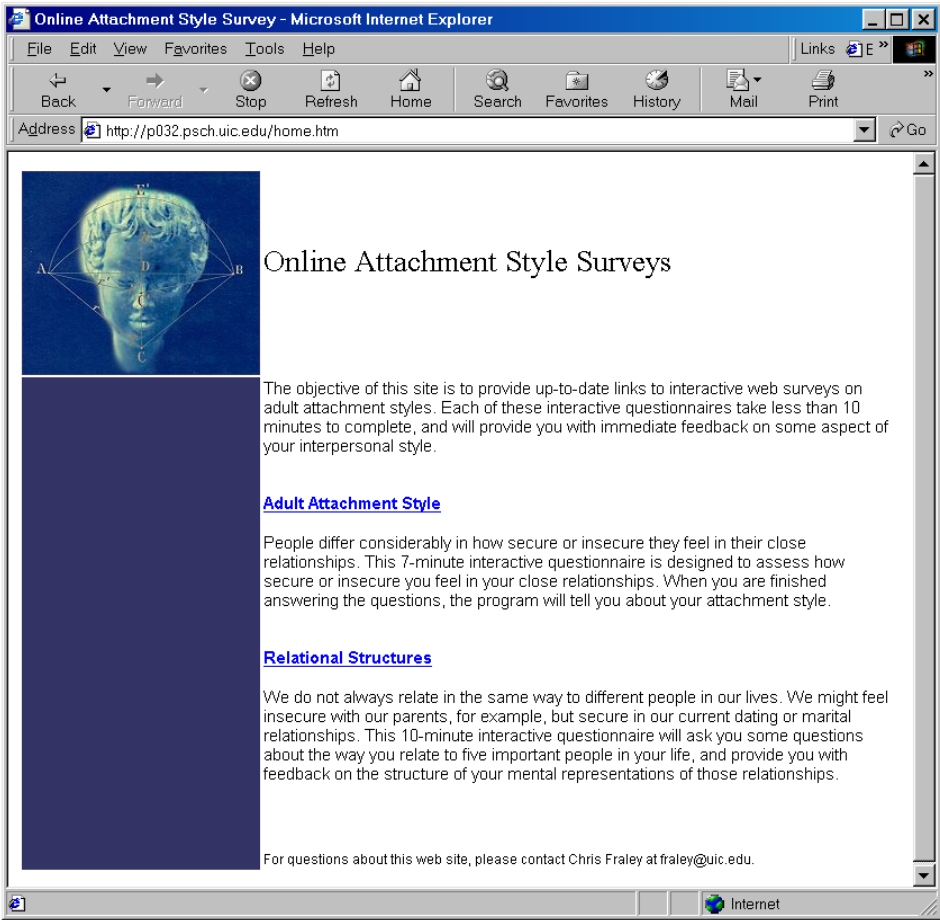 Online Attachment Style Survey - Microsoft Internet Explorer
File Edit View Favorites Tools Help Links E »
Back Forward Stop Refresh Home Search Favorites History Mail Print »
Address http://p032.psch.uic.edu/home.htm Go
E'
A D B
C
Online Attachment Style Surveys
The objective of this site is to provide up-to-date links to interactive web surveys on
adult attachment styles. Each of these interactive questionnaires take less than 10
minutes to complete, and will provide you with immediate feedback on some aspect of
your interpersonal style.
Adult Attachment Style
People differ considerably in how secure or insecure they feel in their close
relationships. This 7-minute interactive questionnaire is designed to assess how
secure or insecure you feel in your close relationships. When you are finished
answering the questions, the program will tell you about your attachment style.
Relational Structures
We do not always relate in the same way to different people in our lives. We might feel
insecure with our parents, for example, but secure in our current dating or marital
relationships. This 10-minute interactive questionnaire will ask you some questions
about the way you relate to five important people in your life, and provide you with
feedback on the structure of your mental representations of those relationships.
For questions about this web site, please contact Chris Fraley at fraley@uic.edu.
Internet